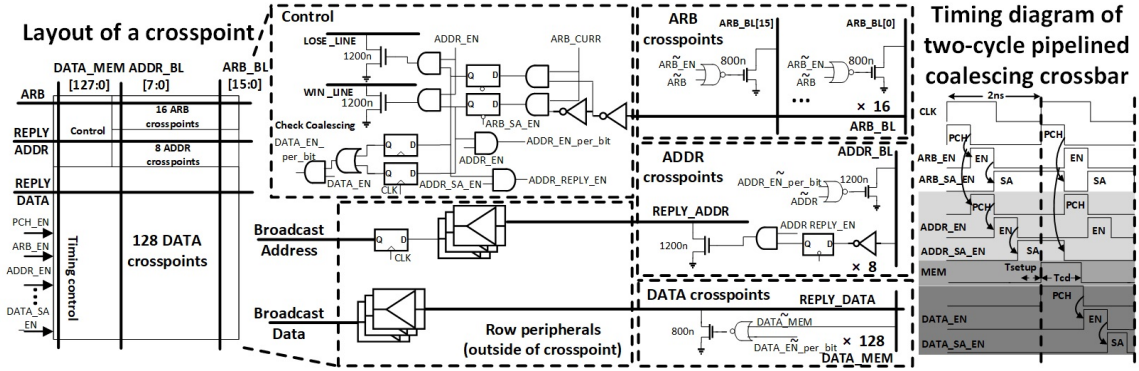 Layout of a crosspoint
DATA_MEM
[127:0]
ADDR_BL
[7:0]
ARB_BL
[15:0]
ARB
16 ARB
crosspoints
Control
REPLY
ADDR
8 ADDR
crosspoints
REPLY
DATA
PCH_EN
ARB_EN
ADDR_EN
DATA_SA
EN
Timing control
128 DATA
crosspoints
Control
LOSE_LINE
1200n
WIN_LINE
1200n
ADDR_EN
ARB_CURR
Q D
Q D
ARB_SA_EN
Check Coalescing
DATA_EN_
per_bit
DATA_EN
CLK
Q D
Q D
ADDR_EN
ADDR_EN_per_bit
ADDR_SA_EN
ADDR_REPLY_EN
Broadcast
Address
Q D
CLK
Broadcast
Data
Row peripherals
(outside of crosspoint)
ARB
crosspoints
ARB_BL[15]
ARB_BL[0]
~
ARB_EN
~
ARB
800n
~
ARB_EN
~
ARB
800n
...
× 16
ARB_BL
ADDR
crosspoints
ADDR_BL
~
ADDR_EN_per_bit
~
ADDR
1200n
REPLY_ADDR
1200n
ADDR REPLY_EN
Q D
× 8
DATA crosspoints
REPLY_DATA
800n
~
DATA_MEM
~
DATA_EN_per_bit
× 128
DATA_MEM
Timing diagram of
two-cycle pipelined
coalescing crossbar
2ns
CLK
PCH
PCH
ARB_EN
EN
EN
ARB_SA_EN
SA
SA
PCH
PCH
ADDR_EN
EN
EN
ADDR_SA_EN
SA
Tsetup
Tcd
MEM
PCH
DATA_EN
EN
DATA_SA_EN
SA